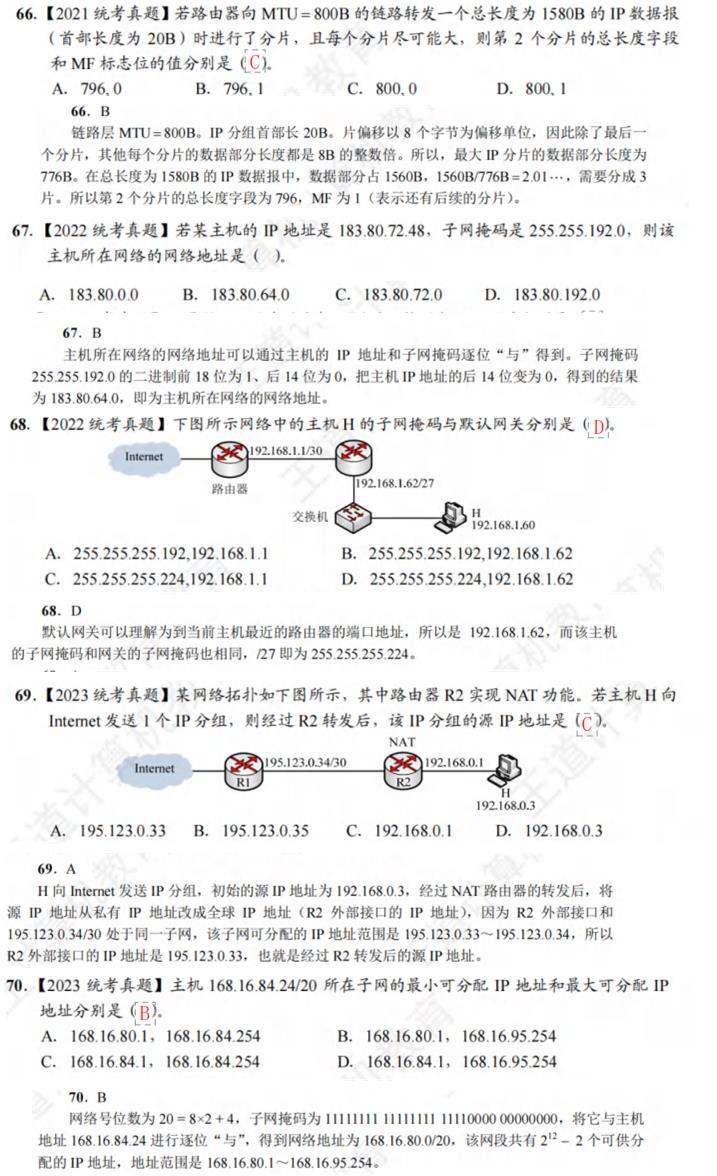 66.【2021 统考真题】若路由器向 MTU=800B 的链路转发一个总长度为 1580B 的 IP 数据报
（首部长度为 20B）时进行了分片，且每个分片尽可能大，则第 2 个分片的总长度字段
和 MF 标志位的值分别是（C）。
A. 796, 0 B. 796, 1 C. 800, 0 D. 800, 1
66. B
链路层 MTU=800B。IP 分组首部长 20B。片偏移以 8 个字节为偏移单位，因此除了最后一
个分片，其他每个分片的数据部分长度都是 8B 的整数倍。所以，最大 IP 分片的数据部分长度为
776B。在总长度为 1580B 的 IP 数据报中，数据部分占 1560B，1560B/776B=2.01…，需要分成 3
片。所以第 2 个分片的总长度字段为 796，MF 为 1（表示还有后续的分片）。
67.【2022 统考真题】若某主机的 IP 地址是 183.80.72.48，子网掩码是 255.255.192.0，则该
主机所在网络的网络地址是（ ）。
A. 183.80.0.0 B. 183.80.64.0 C. 183.80.72.0 D. 183.80.192.0
67. B
主机所在网络的网络地址可以通过主机的 IP 地址和子网掩码逐位“与”得到。子网掩码
255.255.192.0 的二进制前 18 位为 1、后 14 位为 0，把主机 IP 地址的后 14 位变为 0，得到的结果
为 183.80.64.0，即为主机所在网络的网络地址。
68.【2022 统考真题】下图所示网络中的主机 H 的子网掩码与默认网关分别是（D）。
Internet
192.168.1.1/30
路由器
192.168.1.62/27
交换机
H
192.168.1.60
A. 255.255.255.192,192.168.1.1 B. 255.255.255.192,192.168.1.62
C. 255.255.255.224,192.168.1.1 D. 255.255.255.224,192.168.1.62
68. D
默认网关可以理解为到当前主机最近的路由器的端口地址，所以是 192.168.1.62，而该主机
的子网掩码和网关的子网掩码也相同，/27 即为 255.255.255.224。
69.【2023 统考真题】某网络拓扑如下图所示，其中路由器 R2 实现 NAT 功能。若主机 H 向
Internet 发送 1 个 IP 分组，则经过 R2 转发后，该 IP 分组的源 IP 地址是（C）。
NAT
Internet
195.123.0.34/30
192.168.0.1
R1
R2
H
192.168.0.3
A. 195.123.0.33 B. 195.123.0.35 C. 192.168.0.1 D. 192.168.0.3
69. A
H 向 Internet 发送 IP 分组，初始的源 IP 地址为 192.168.0.3，经过 NAT 路由器的转发后，将
源 IP 地址从私有 IP 地址改成全球 IP 地址（R2 外部接口的 IP 地址），因为 R2 外部接口和
195.123.0.34/30 处于同一子网，该子网可分配的 IP 地址范围是 195.123.0.33～195.123.0.34，所以
R2 外部接口的 IP 地址是 195.123.0.33，也就是经过 R2 转发后的源 IP 地址。
70.【2023 统考真题】主机 168.16.84.24/20 所在子网的最小可分配 IP 地址和最大可分配 IP
地址分别是（B）。
A. 168.16.80.1，168.16.84.254 B. 168.16.80.1，168.16.95.254
C. 168.16.84.1，168.16.84.254 D. 168.16.84.1，168.16.95.254
70. B
网络号位数为 20 = 8×2 + 4，子网掩码为 11111111 11111111 11110000 00000000，将它与主机
地址 168.16.84.24 进行逐位“与”，得到网络地址为 168.16.80.0/20，该网段共有 2¹² − 2 个可供分
配的 IP 地址，地址范围是 168.16.80.1～168.16.95.254。